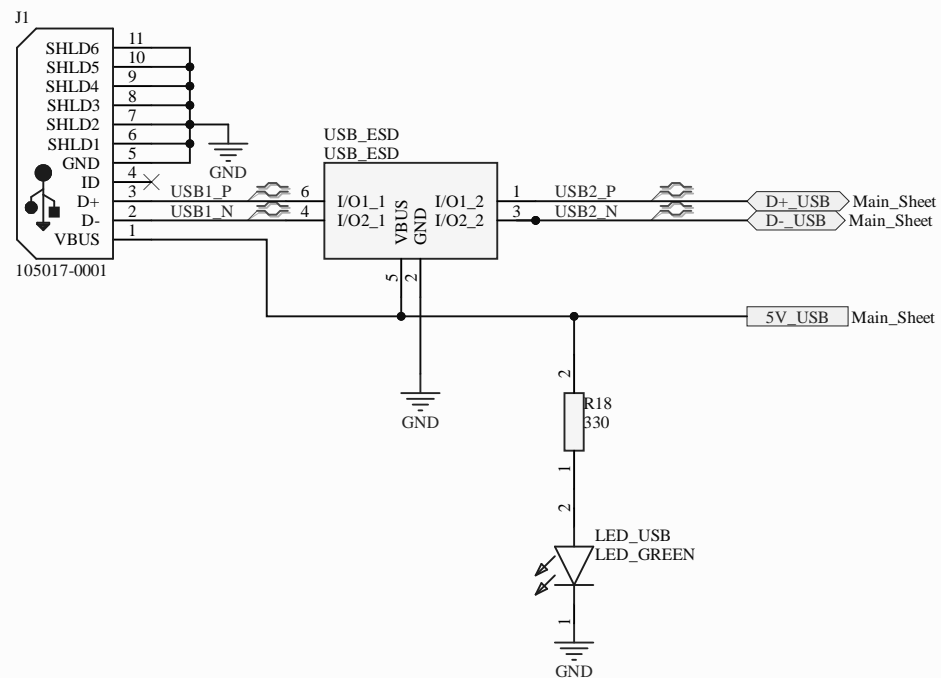 J1
SHLD6 11
SHLD5 10
SHLD4 9
SHLD3 8
SHLD2 7
SHLD1 6
GND 5
ID 4
D+ 3
D- 2
VBUS 1
105017-0001
GND
USB1_P
USB1_N
USB_ESD
USB_ESD
6 I/O1_1
4 I/O2_1
VBUS
GND
I/O1_2 1
I/O2_2 3
5
2
USB2_P
USB2_N
D+_USB Main_Sheet
D-_USB Main_Sheet
5V_USB Main_Sheet
GND
2
R18
330
1
2
LED_USB
LED_GREEN
1
GND